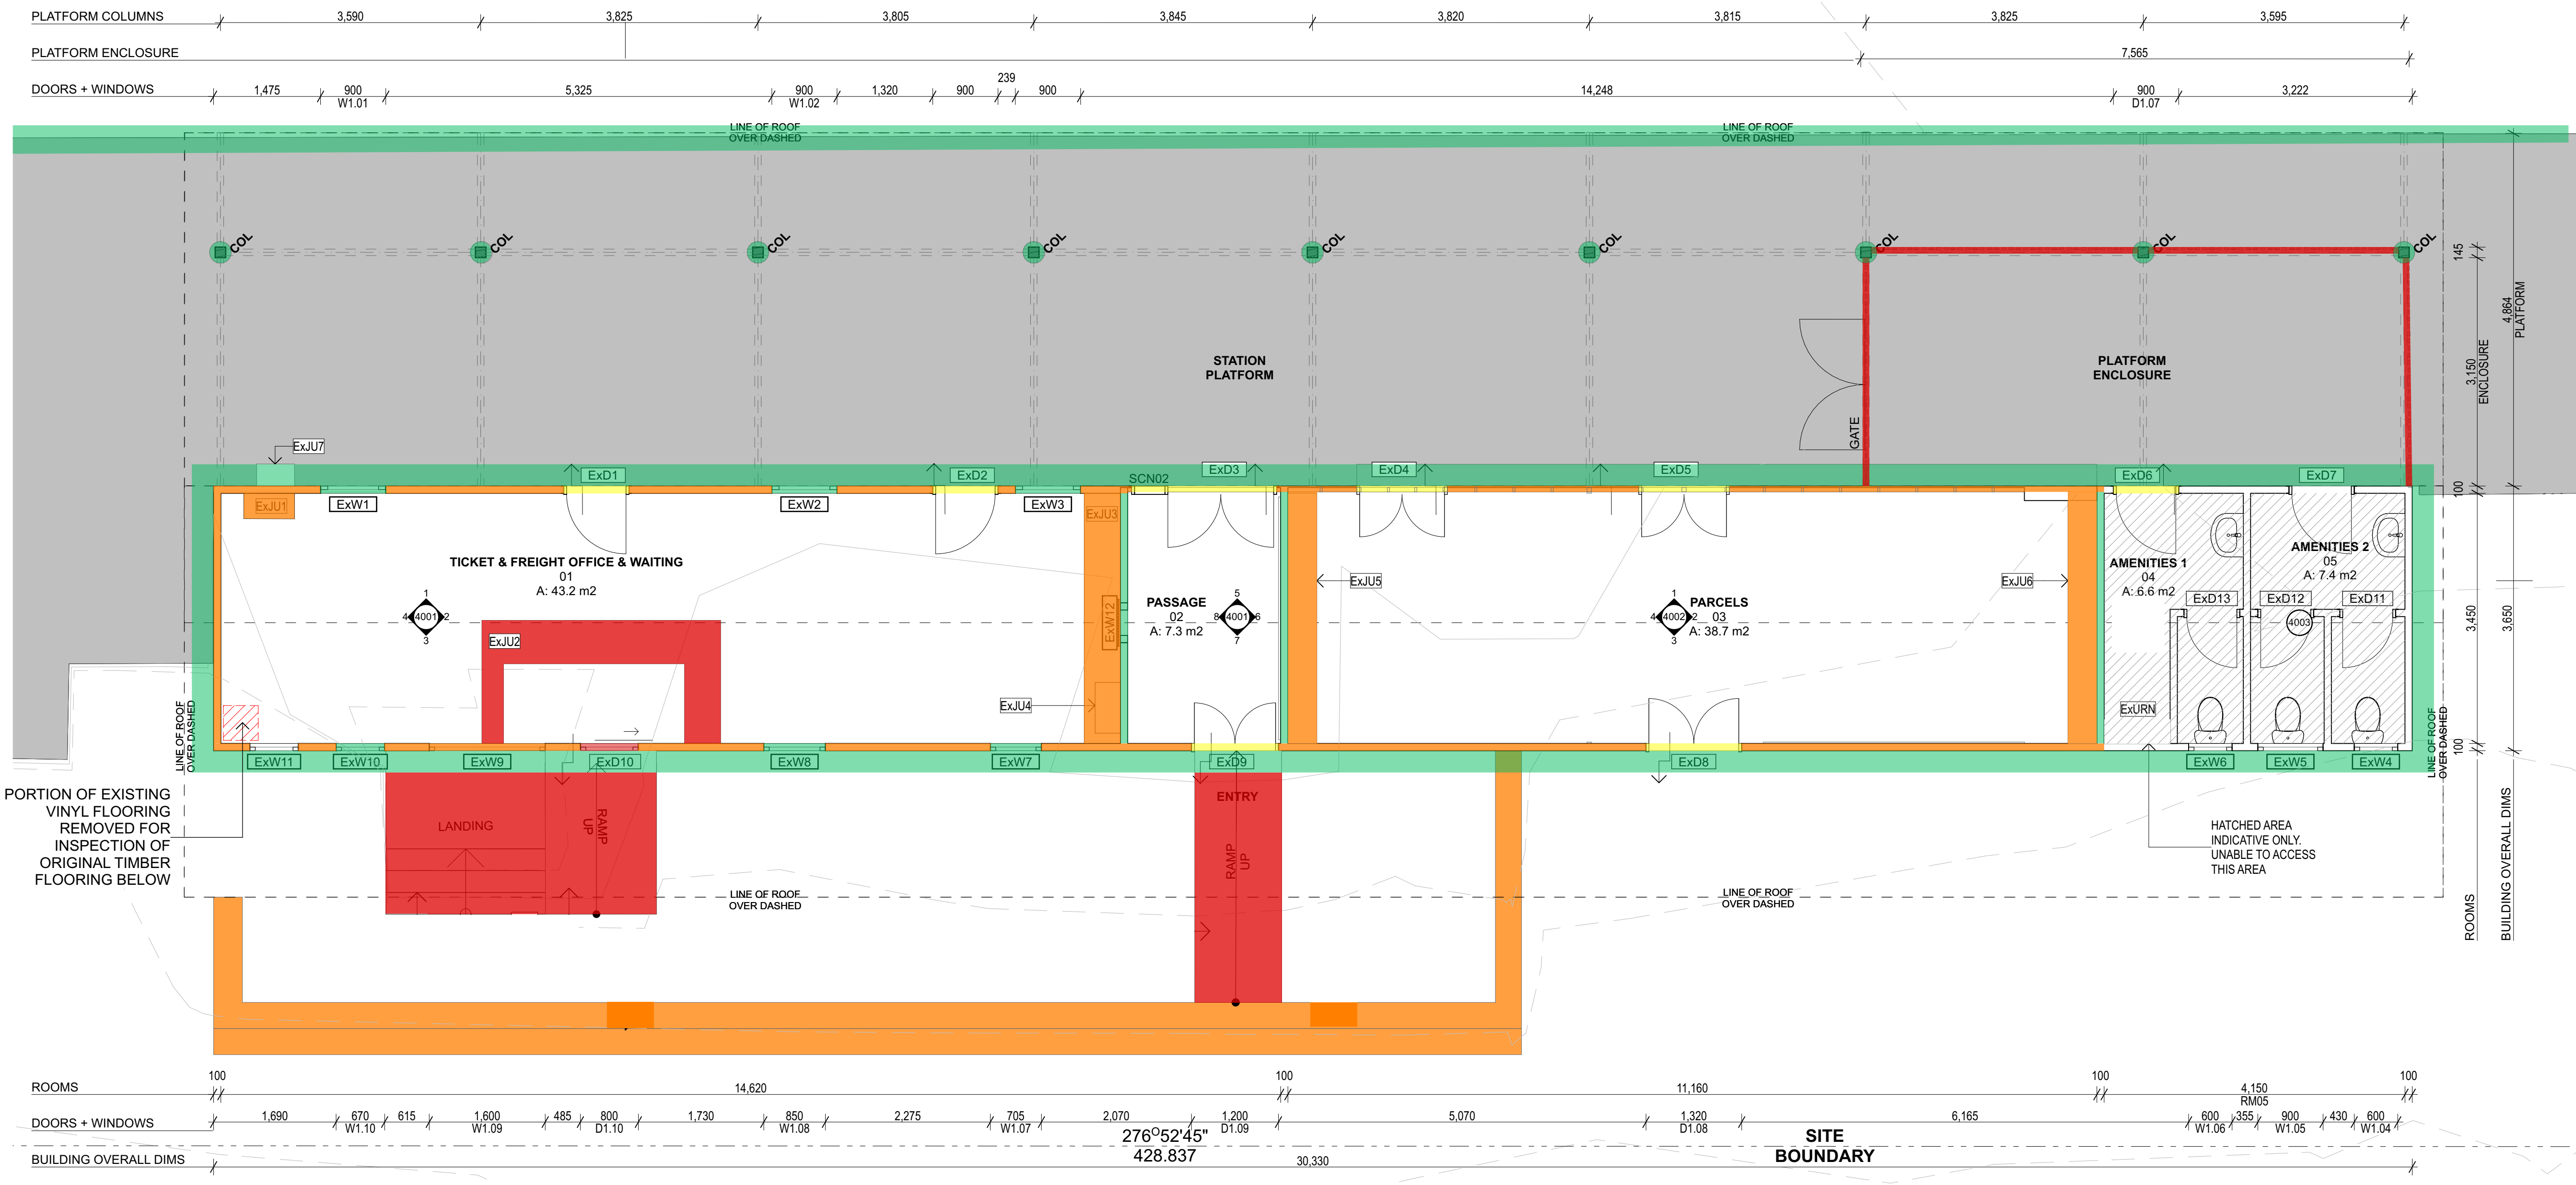 PLATFORM COLUMNS 3,590 3,825 3,805 3,845 3,820 3,815 3,825 3,595
PLATFORM ENCLOSURE 7,565
239
DOORS + WINDOWS 1,475 900 5,325 900 1,320 900 900 14,248 900 3,222
W1.01 W1.02 D1.07
LINE OF ROOF LINE OF ROOF
OVER DASHED OVER DASHED
COL COL COL COL COL COL COL COL COL
145
4,864
PLATFORM
3,150
ENCLOSURE
STATION
PLATFORM
PLATFORM
ENCLOSURE
GATE
ExJU7
ExD1 ExD2 SCN02 ExD3 ExD4 ExD5 ExD6 ExD7
100
ExJU1 ExW1 ExW2 ExW3 ExJU3
TICKET & FREIGHT OFFICE & WAITING
01
A: 43.2 m2
1
4 4001 2
3
ExW12
PASSAGE
02
A: 7.3 m2
5
8 4001 6
7
ExJU5
PARCELS
03
A: 38.7 m2
1
4 4002 2
3
ExJU6
AMENITIES 1
04
A: 6.6 m2
AMENITIES 2
05
A: 7.4 m2
ExD13 ExD12 ExD11
4003
3,450
3,650
ExJU2
ExJU4
ExURN
LINE OF ROOF
OVER DASHED
LINE OF ROOF
OVER DASHED
100
ExW11 ExW10 ExW9 ExD10 ExW8 ExW7 ExD9 ExD8 ExW6 ExW5 ExW4
PORTION OF EXISTING
VINYL FLOORING
REMOVED FOR
INSPECTION OF
ORIGINAL TIMBER
FLOORING BELOW
LANDING
RAMP
UP
ENTRY
RAMP
UP
HATCHED AREA
INDICATIVE ONLY.
UNABLE TO ACCESS
THIS AREA
LINE OF ROOF LINE OF ROOF
OVER DASHED OVER DASHED
ROOMS
BUILDING OVERALL DIMS
100 100 100 100
ROOMS 14,620 11,160 4,150
RM05
DOORS + WINDOWS 1,690 670 615 1,600 485 800 1,730 850 2,275 705 2,070 1,200 5,070 1,320 6,165 600 355 900 430 600
W1.10 W1.09 D1.10 W1.08 W1.07 D1.09 D1.08 W1.06 W1.05 W1.04
276O52'45" SITE
428.837 BOUNDARY
BUILDING OVERALL DIMS 30,330